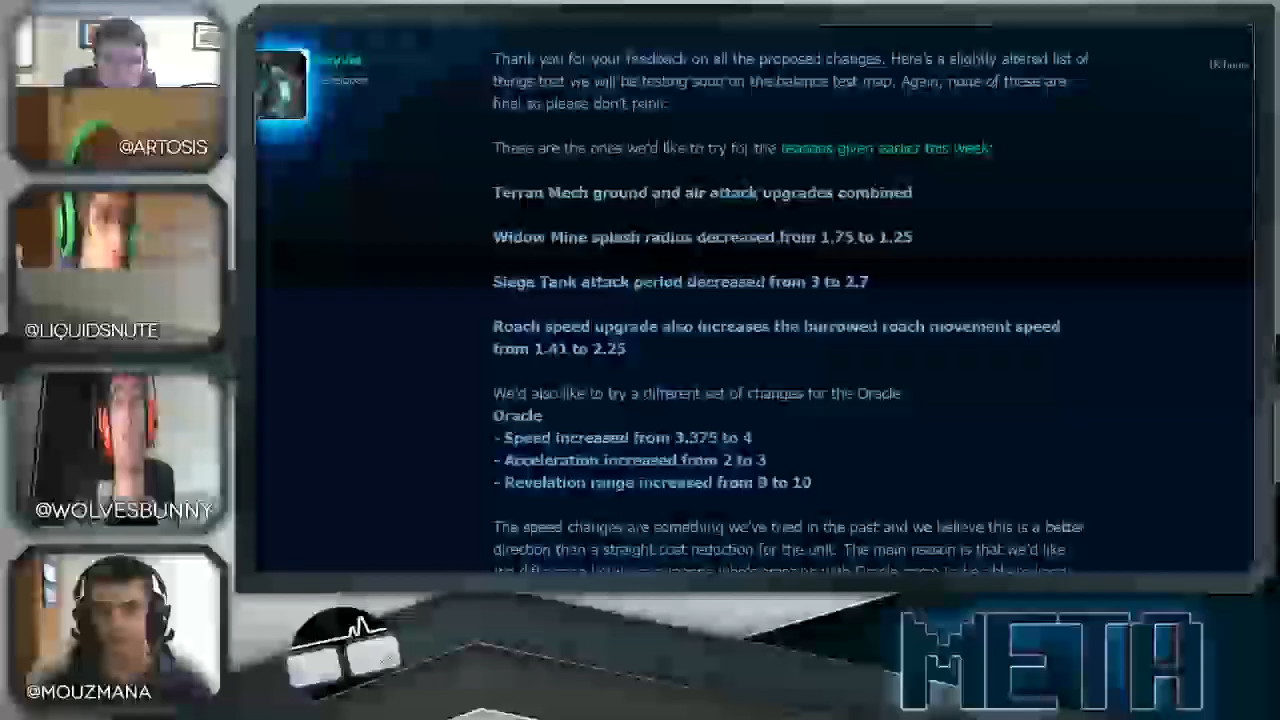 Thank you for your feedback on all the proposed changes. Here's a slightly altered list of
things that we will be testing soon on the balance test map. Again, none of these are
final so please don't panic.
These are the ones we'd like to try for the reasons given earlier this week:
Terran Mech ground and air attack upgrades combined
Widow Mine splash radius decreased from 1.75 to 1.25
Siege Tank attack period decreased from 3 to 2.7
Roach speed upgrade also increases the burrowed roach movement speed
from 1.41 to 2.25
We'd also like to try a different set of changes for the Oracle
Oracle
- Speed increased from 3.375 to 4
- Acceleration increased from 2 to 3
- Revelation range increased from 9 to 10
The speed changes are something we've tried in the past and we believe this is a better
direction than a straight cost reduction for the unit. The main reason is that we'd like
@ARTOSIS
@LIQUIDSNUTE
@WOLVESBUNNY
@MOUZMANA
META